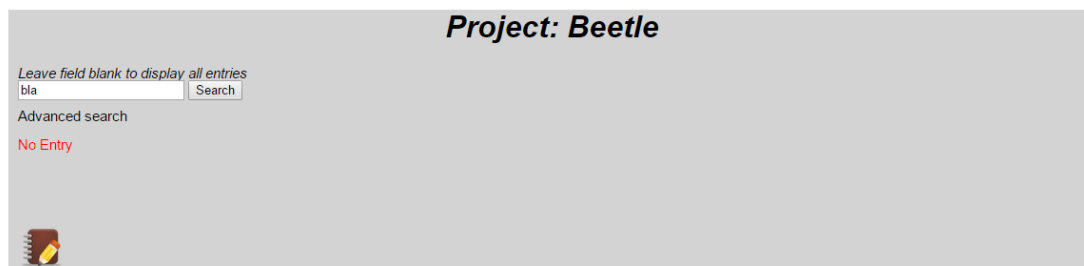 Project: Beetle
Leave field blank to display all entries
bla Search
Advanced search
No Entry